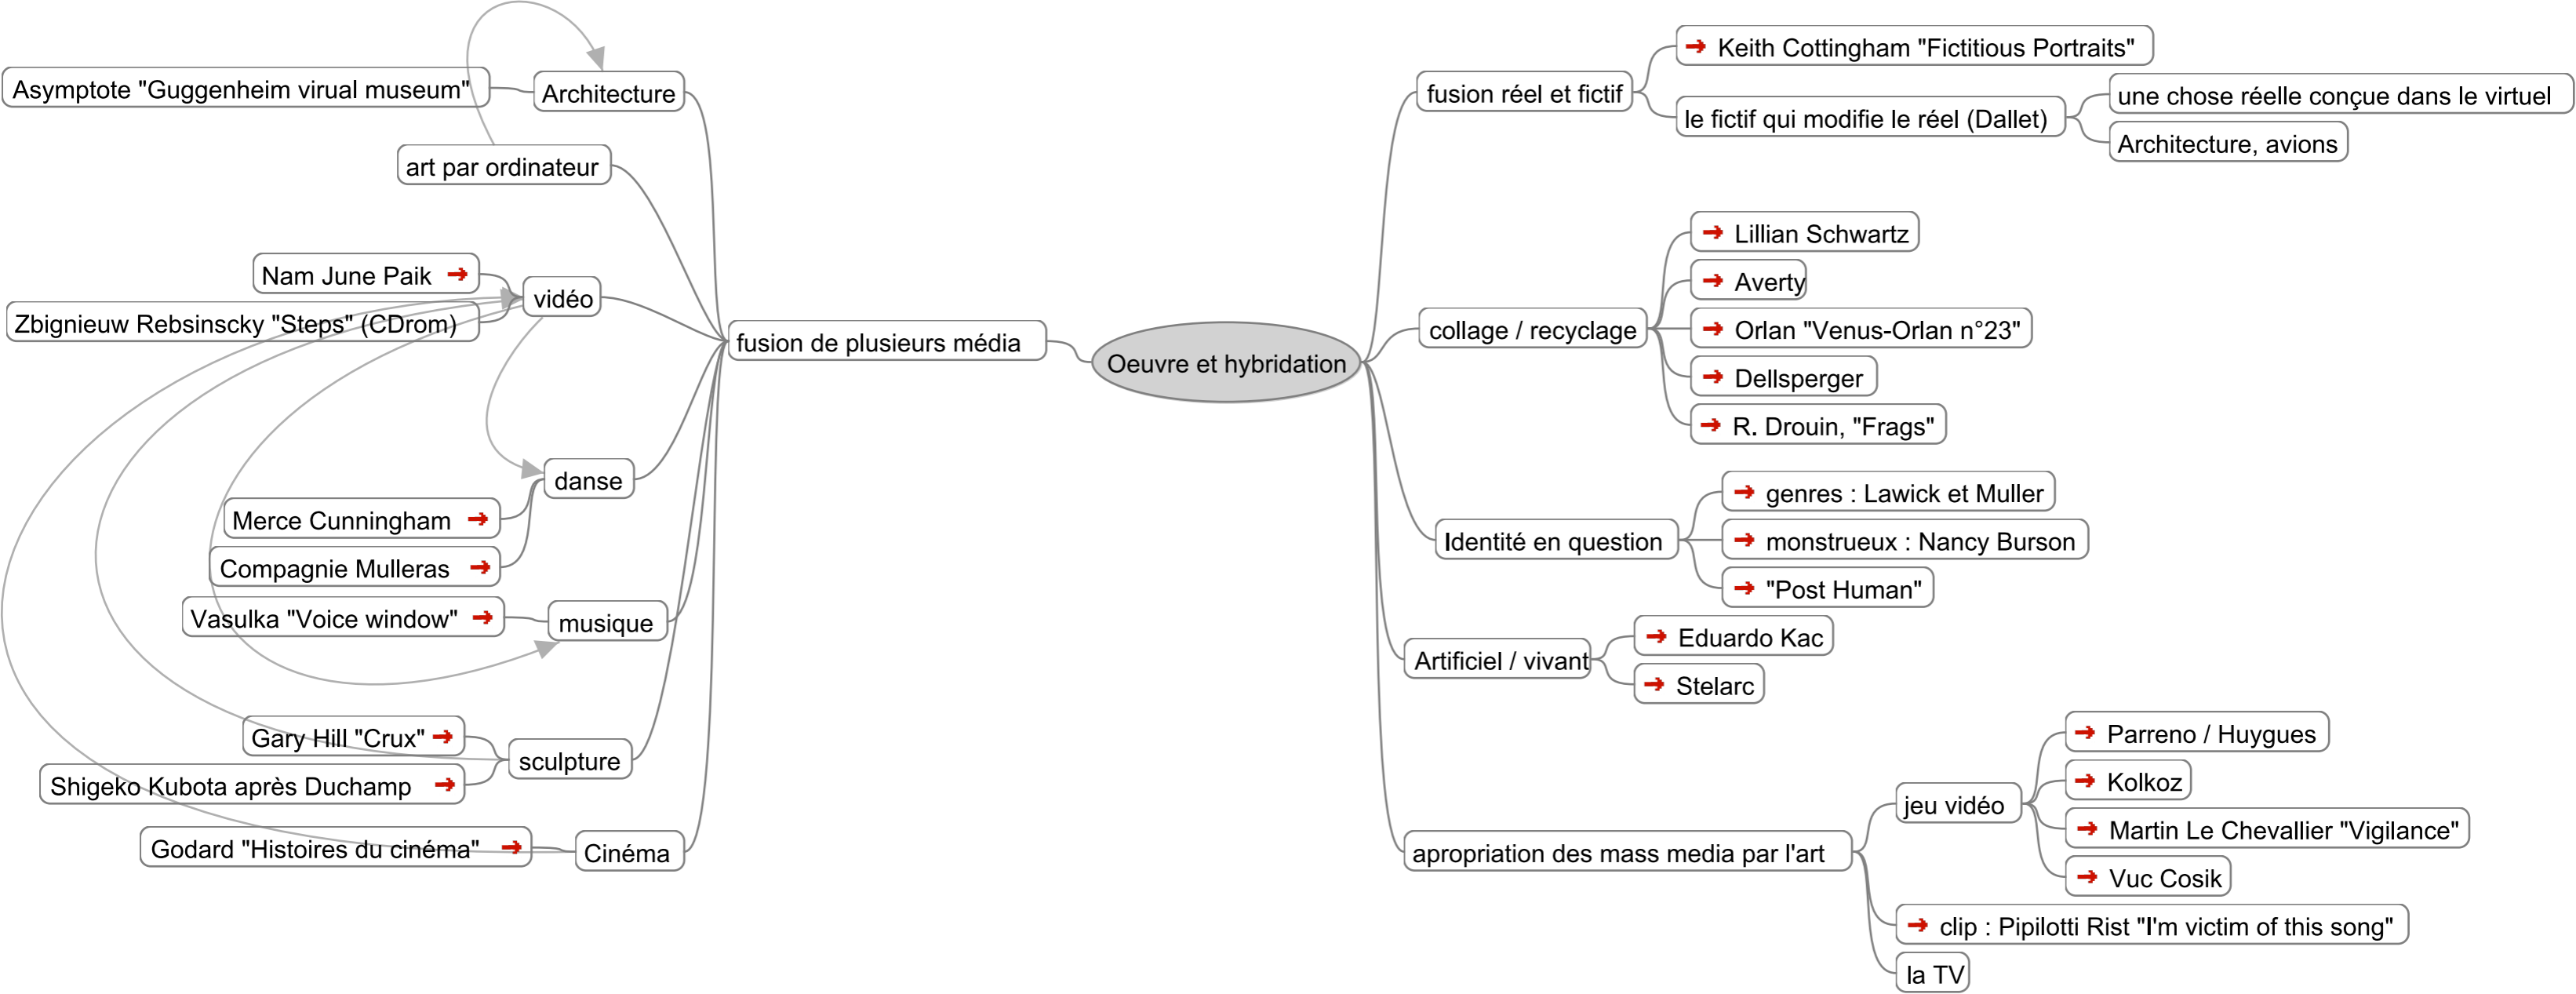 Oeuvre et hybridation
fusion de plusieurs média
Architecture
Asymptote "Guggenheim virual museum"
art par ordinateur
vidéo
Nam June Paik
Zbignieuw Rebsinscky "Steps" (CDrom)
danse
Merce Cunningham
Compagnie Mulleras
musique
Vasulka "Voice window"
sculpture
Gary Hill "Crux"
Shigeko Kubota après Duchamp
Cinéma
Godard "Histoires du cinéma"
fusion réel et fictif
Keith Cottingham "Fictitious Portraits"
le fictif qui modifie le réel (Dallet)
une chose réelle conçue dans le virtuel
Architecture, avions
collage / recyclage
Lillian Schwartz
Averty
Orlan "Venus-Orlan n°23"
Dellsperger
R. Drouin, "Frags"
Identité en question
genres : Lawick et Muller
monstrueux : Nancy Burson
"Post Human"
Artificiel / vivant
Eduardo Kac
Stelarc
apropriation des mass media par l'art
jeu vidéo
Parreno / Huygues
Kolkoz
Martin Le Chevallier "Vigilance"
Vuc Cosik
clip : Pipilotti Rist "I'm victim of this song"
la TV